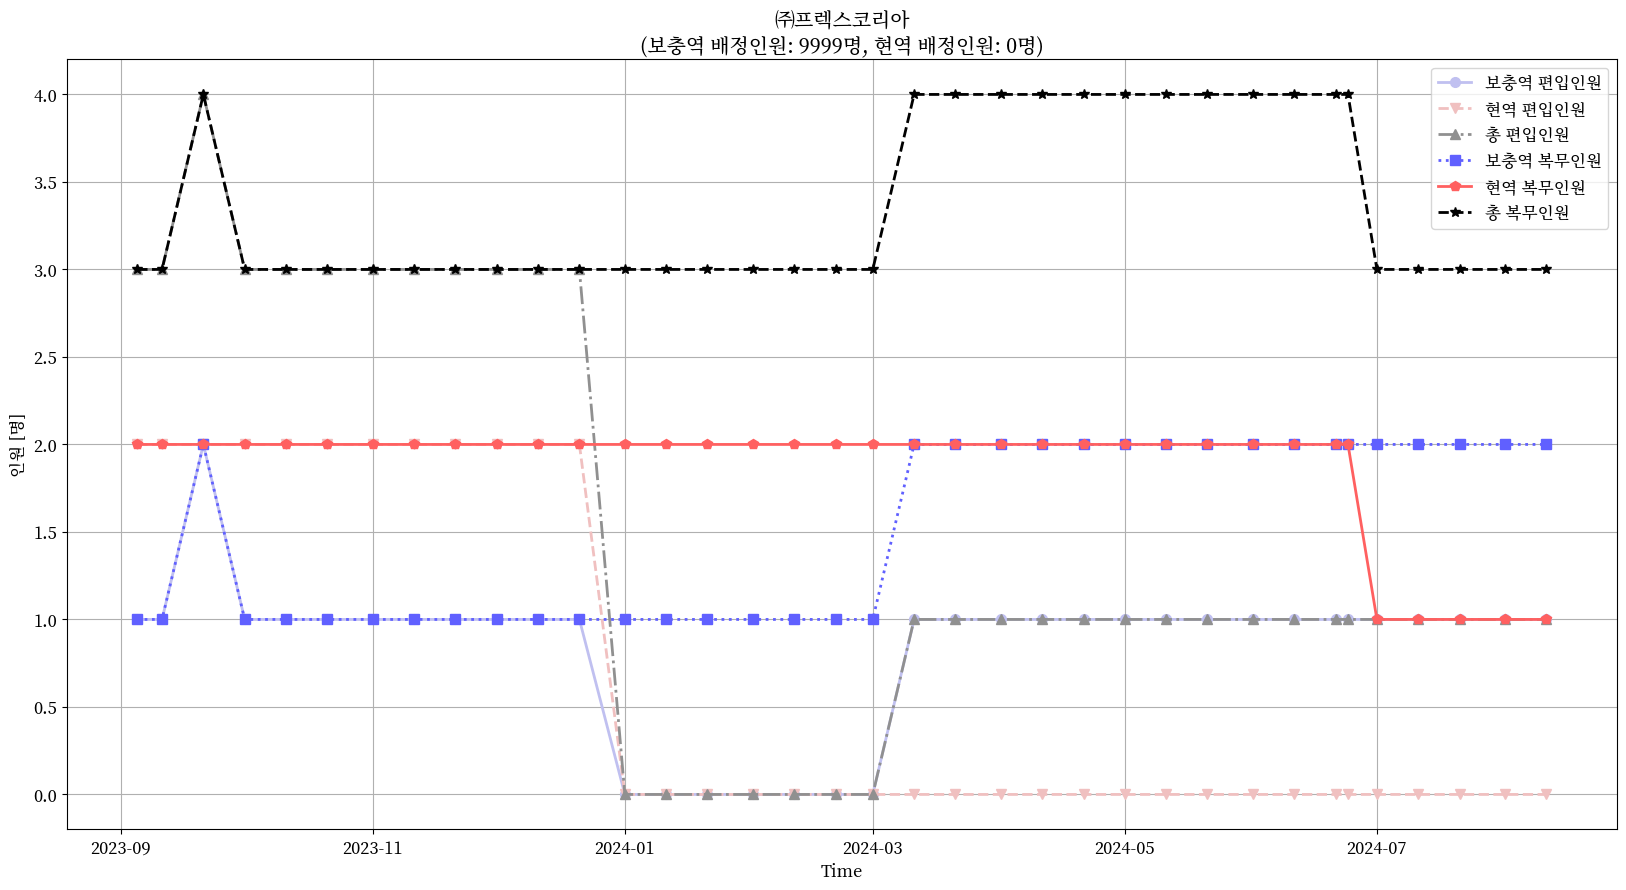 ㈜프렉스코리아
(보충역 배정인원: 9999명, 현역 배정인원: 0명)
보충역 편입인원
현역 편입인원
총 편입인원
보충역 복무인원
현역 복무인원
총 복무인원
인원 [명]
4.0
3.5
3.0
2.5
2.0
1.5
1.0
0.5
0.0
2023-09 2023-11 2024-01 2024-03 2024-05 2024-07
Time